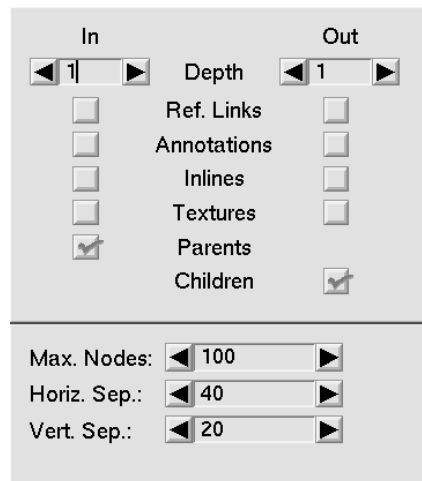 In Out
1 Depth 1
Ref. Links
Annotations
Inlines
Textures
Parents
Children
Max. Nodes: 100
Horiz. Sep.: 40
Vert. Sep.: 20